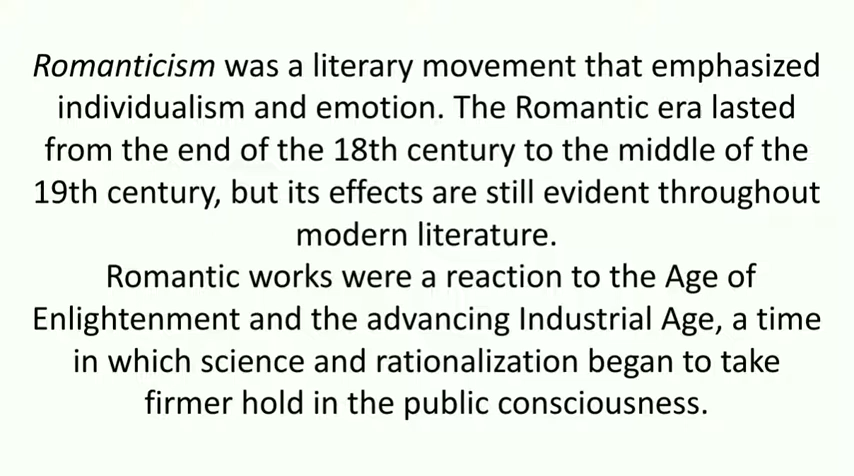 Romanticism was a literary movement that emphasized
individualism and emotion. The Romantic era lasted
from the end of the 18th century to the middle of the
19th century, but its effects are still evident throughout
modern literature.
Romantic works were a reaction to the Age of
Enlightenment and the advancing Industrial Age, a time
in which science and rationalization began to take
firmer hold in the public consciousness.